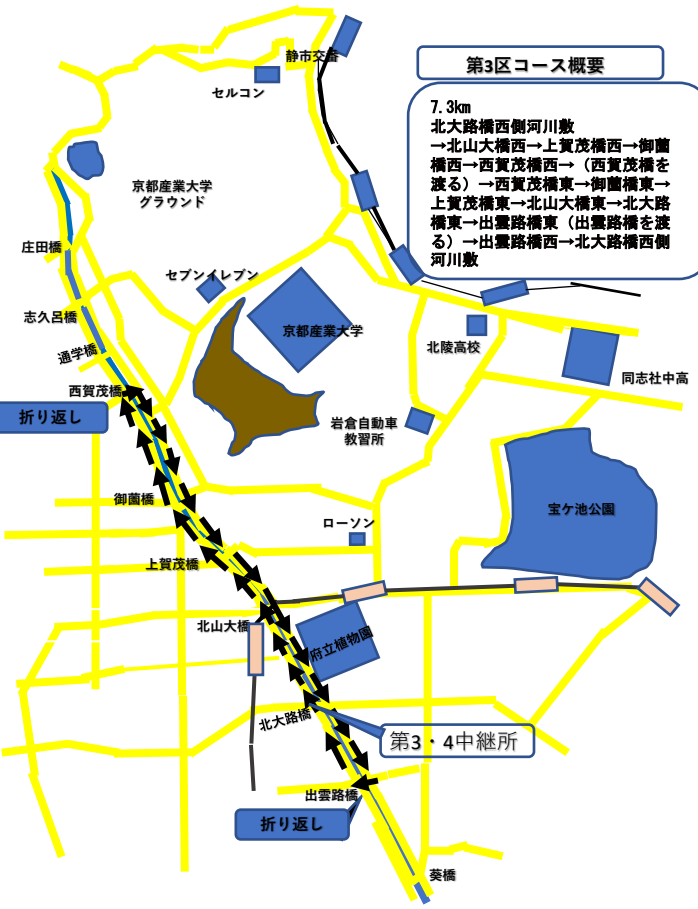 静市交番
セルコン
第3区コース概要
7.3km
北大路橋西側河川敷
→北山大橋西→上賀茂橋西→御薗
橋西→西賀茂橋西→（西賀茂橋を
渡る）→西賀茂橋東→御薗橋東→
上賀茂橋東→北山大橋東→北大路
橋東→出雲路橋東（出雲路橋を渡
る）→出雲路橋西→北大路橋西側
河川敷
京都産業大学
グラウンド
庄田橋
セブンイレブン
志久呂橋
京都産業大学
通学橋
北陵高校
同志社中高
西賀茂橋
折り返し
岩倉自動車
教習所
御薗橋
宝ケ池公園
ローソン
上賀茂橋
北山大橋
府立植物園
北大路橋
第3・4中継所
出雲路橋
折り返し
葵橋